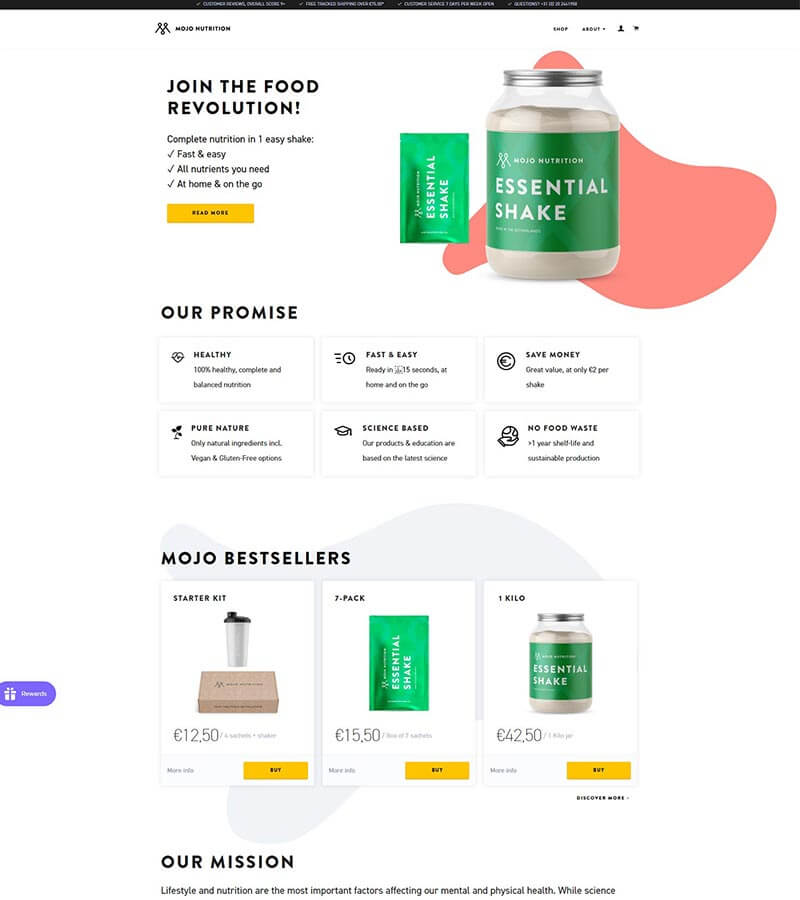 ✓ CUSTOMER REVIEWS, OVERALL SCORE 9+ ✓ FREE TRACKED SHIPPING OVER €75,00* ✓ CUSTOMER SERVICE 7 DAYS PER WEEK OPEN ✓ QUESTIONS?
MOJO NUTRITION
SHOP ABOUT
JOIN THE FOOD
REVOLUTION!
Complete nutrition in 1 easy shake:
✓ Fast & easy
✓ All nutrients you need
✓ At home & on the go
READ MORE
MOJO NUTRITION
ESSENTIAL
SHAKE
MOJO NUTRITION
ESSENTIAL
SHAKE
MADE IN THE NETHERLANDS
OUR PROMISE
HEALTHY
100% healthy, complete and
balanced nutrition
FAST & EASY
Ready in 15 seconds, at
home and on the go
SAVE MONEY
Great value, at only €2 per
shake
PURE NATURE
Only natural ingredients incl.
Vegan & Gluten-Free options
SCIENCE BASED
Our products & education are
based on the latest science
NO FOOD WASTE
>1 year shelf-life and
sustainable production
MOJO BESTSELLERS
STARTER KIT
MOJO NUTRITION
€12,50 / 4 sachets + shaker
More info BUY
7-PACK
MOJO NUTRITION
ESSENTIAL
SHAKE
€15,50 / Box of 7 sachets
More info BUY
1 KILO
MOJO NUTRITION
ESSENTIAL
SHAKE
€42,50 / 1 Kilo jar
More info BUY
Rewards
DISCOVER MORE
OUR MISSION
Lifestyle and nutrition are the most important factors affecting our mental and physical health. While science